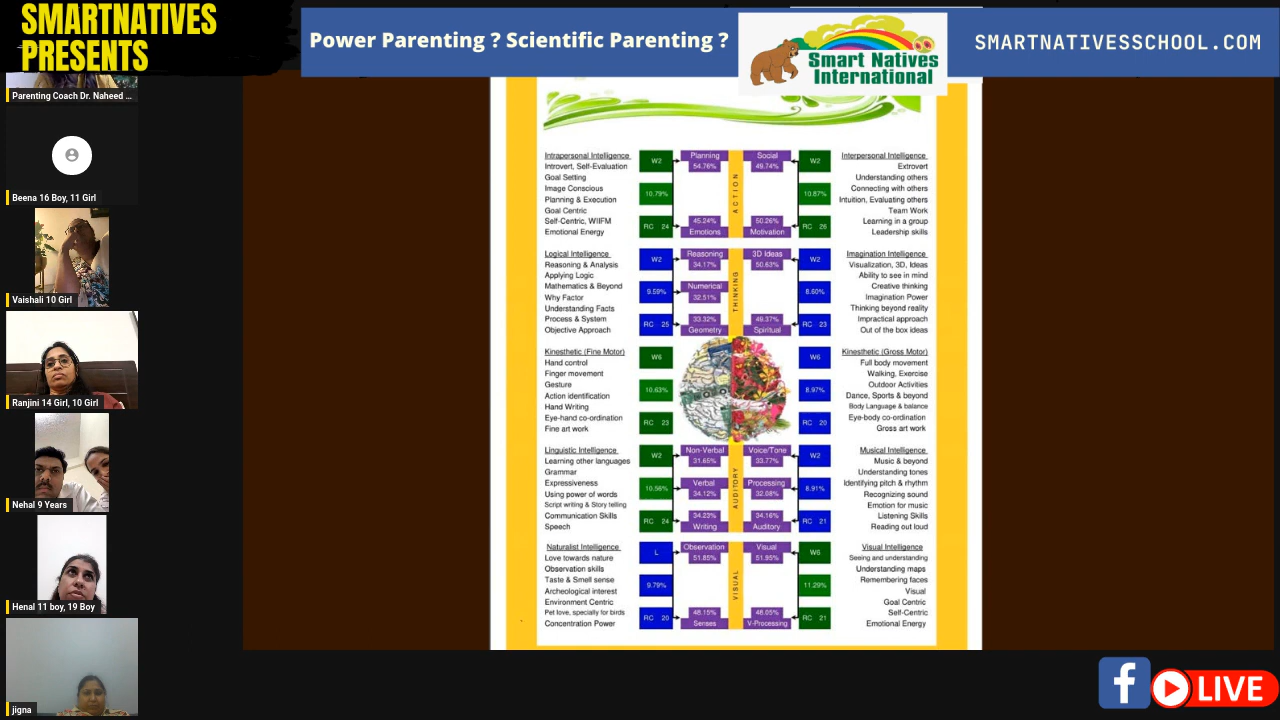 SMARTNATIVES
PRESENTS
Power Parenting ? Scientific Parenting ?
Smart Natives
International
SMARTNATIVESSCHOOL.COM
Parenting Coach Dr. Naheed ...
Beena 16 Boy, 11 Girl
Vaishali 10 Girl
Ranjini 14 Girl, 10 Girl
Nehal 9 Years
Henal 11 boy, 19 Boy
jigna
Intrapersonal Intelligence
Introvert, Self-Evaluation
Goal Setting
Image Conscious
Planning & Execution
Goal Centric
Self-Centric, WIIFM
Emotional Energy
W2
10.79%
RC 24
Planning
54.76%
45.24%
Emotions
ACTION
Social
49.74%
50.26%
Motivation
W2
10.87%
RC 26
Interpersonal Intelligence
Extrovert
Understanding others
Connecting with others
Intuition, Evaluating others
Team Work
Learning in a group
Leadership skills
Logical Intelligence
Reasoning & Analysis
Applying Logic
Mathematics & Beyond
Why Factor
Understanding Facts
Process & System
Objective Approach
W2
9.59%
RC 25
Reasoning
34.17%
Numerical
32.51%
33.32%
Geometry
THINKING
3D Ideas
50.63%
49.37%
Spiritual
W2
8.60%
RC 23
Imagination Intelligence
Visualization, 3D, Ideas
Ability to see in mind
Creative thinking
Imagination Power
Thinking beyond reality
Impractical approach
Out of the box ideas
Kinesthetic (Fine Motor)
Hand control
Finger movement
Gesture
Action identification
Hand Writing
Eye-hand co-ordination
Fine art work
W6
10.63%
RC 23
W6
8.97%
RC 20
Kinesthetic (Gross Motor)
Full body movement
Walking, Exercise
Outdoor Activities
Dance, Sports & beyond
Body Language & balance
Eye-body co-ordination
Gross art work
Linguistic Intelligence
Learning other languages
Grammar
Expressiveness
Using power of words
Script writing & Story telling
Communication Skills
Speech
W2
10.56%
RC 24
Non-Verbal
31.65%
Verbal
34.12%
34.23%
Writing
AUDITORY
Voice/Tone
33.77%
Processing
32.08%
34.16%
Auditory
W2
8.91%
RC 21
Musical Intelligence
Music & beyond
Understanding tones
Identifying pitch & rhythm
Recognizing sound
Emotion for music
Listening Skills
Reading out loud
Naturalist Intelligence
Love towards nature
Observation skills
Taste & Smell sense
Archeological interest
Environment Centric
Pet love, specially for birds
Concentration Power
L
9.79%
RC 20
Observation
51.85%
48.15%
Senses
VISUAL
Visual
51.95%
48.05%
V-Processing
W6
11.29%
RC 21
Visual Intelligence
Seeing and understanding
Understanding maps
Remembering faces
Visual
Goal Centric
Self-Centric
Emotional Energy
f
LIVE